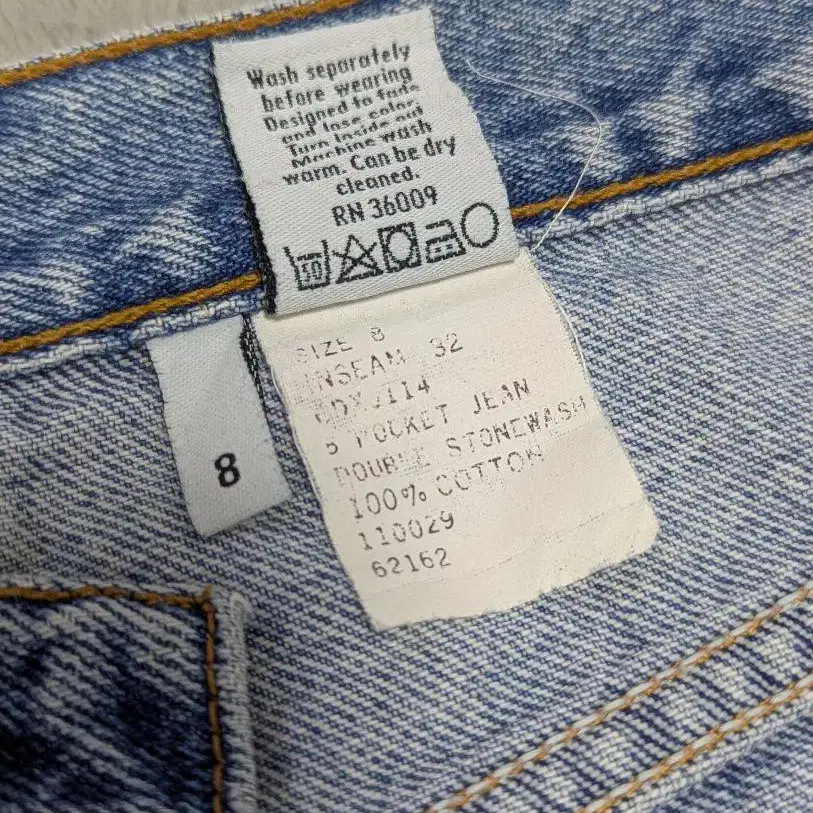 Wash separately
before wearing
Designed to fade
and lose color.
Turn inside out
Machine wash
warm. Can be dry
cleaned.
RN 36009
30
SIZE 8
INSEAM 32
5 POCKET JEAN
DOUBLE STONEWASH
100% COTTON
110029
62162
8